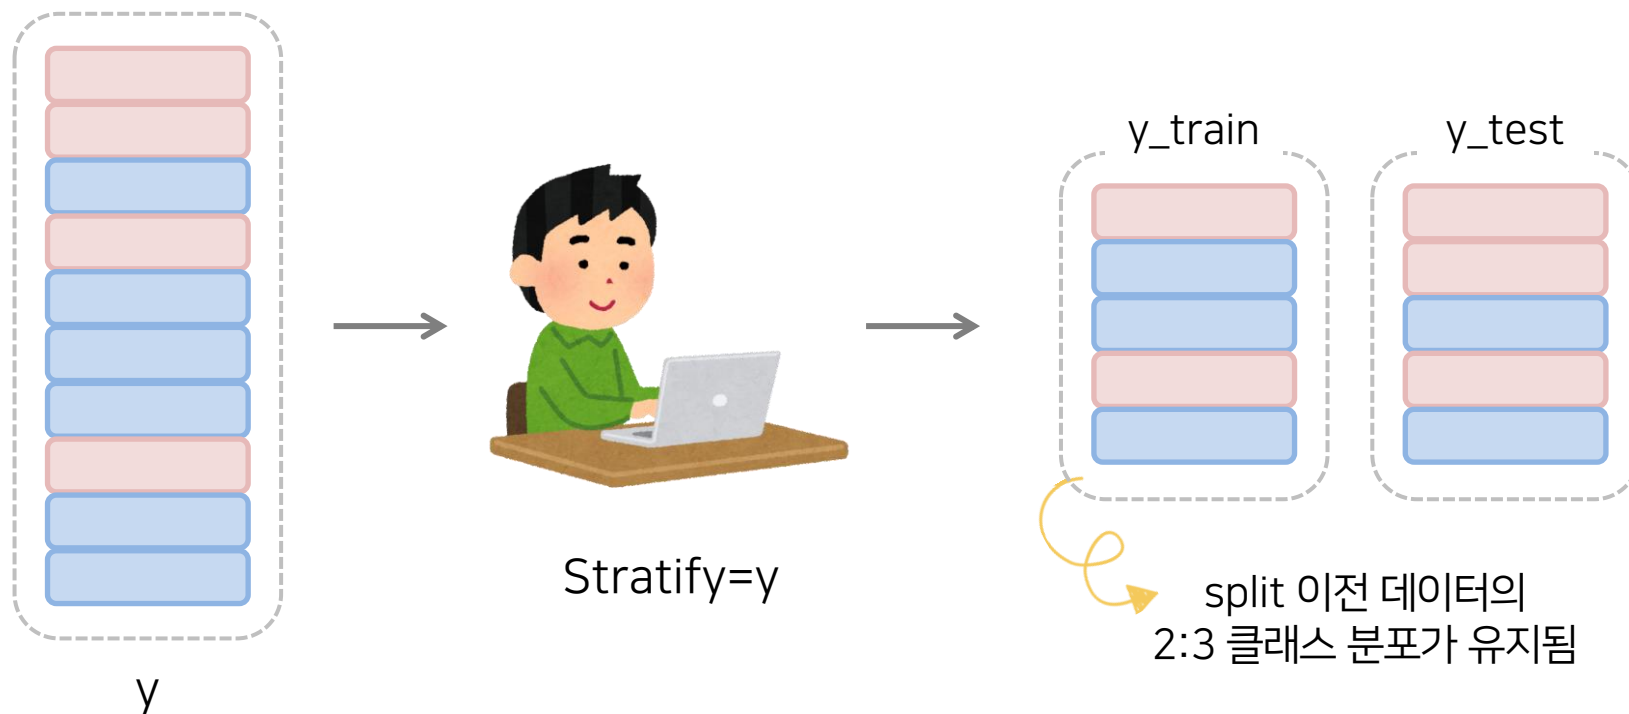 y_train
y_test
Stratify=y
split 이전 데이터의
2:3 클래스 분포가 유지됨
y